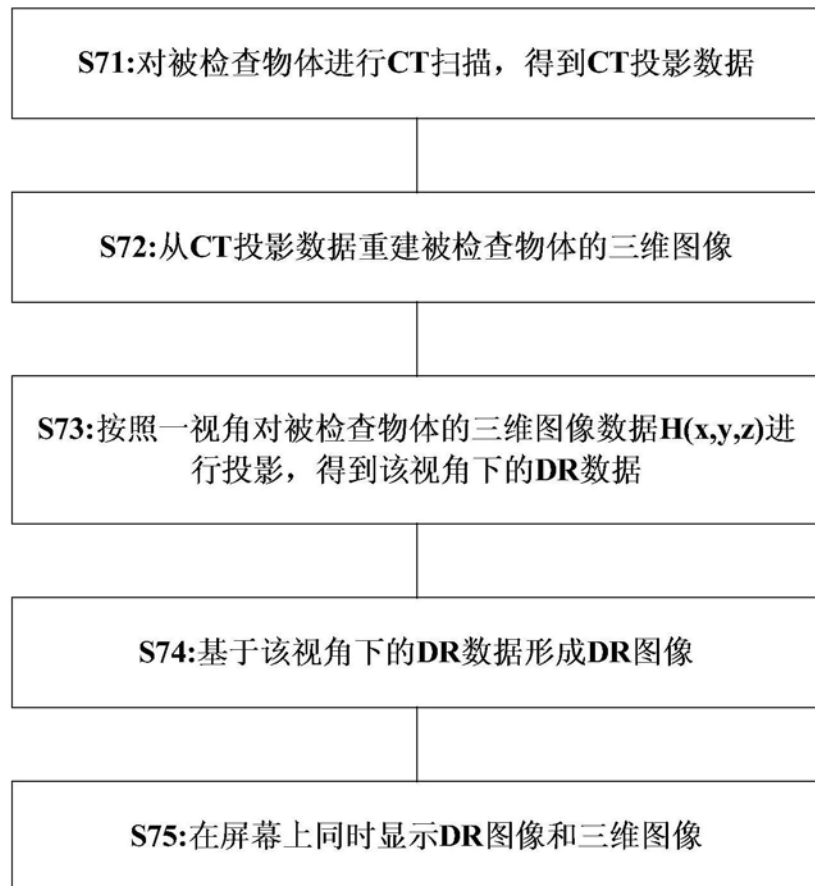 S71:对被检查物体进行CT扫描，得到CT投影数据
S72:从CT投影数据重建被检查物体的三维图像
S73:按照一视角对被检查物体的三维图像数据H(x,y,z)进
行投影，得到该视角下的DR数据
S74:基于该视角下的DR数据形成DR图像
S75:在屏幕上同时显示DR图像和三维图像